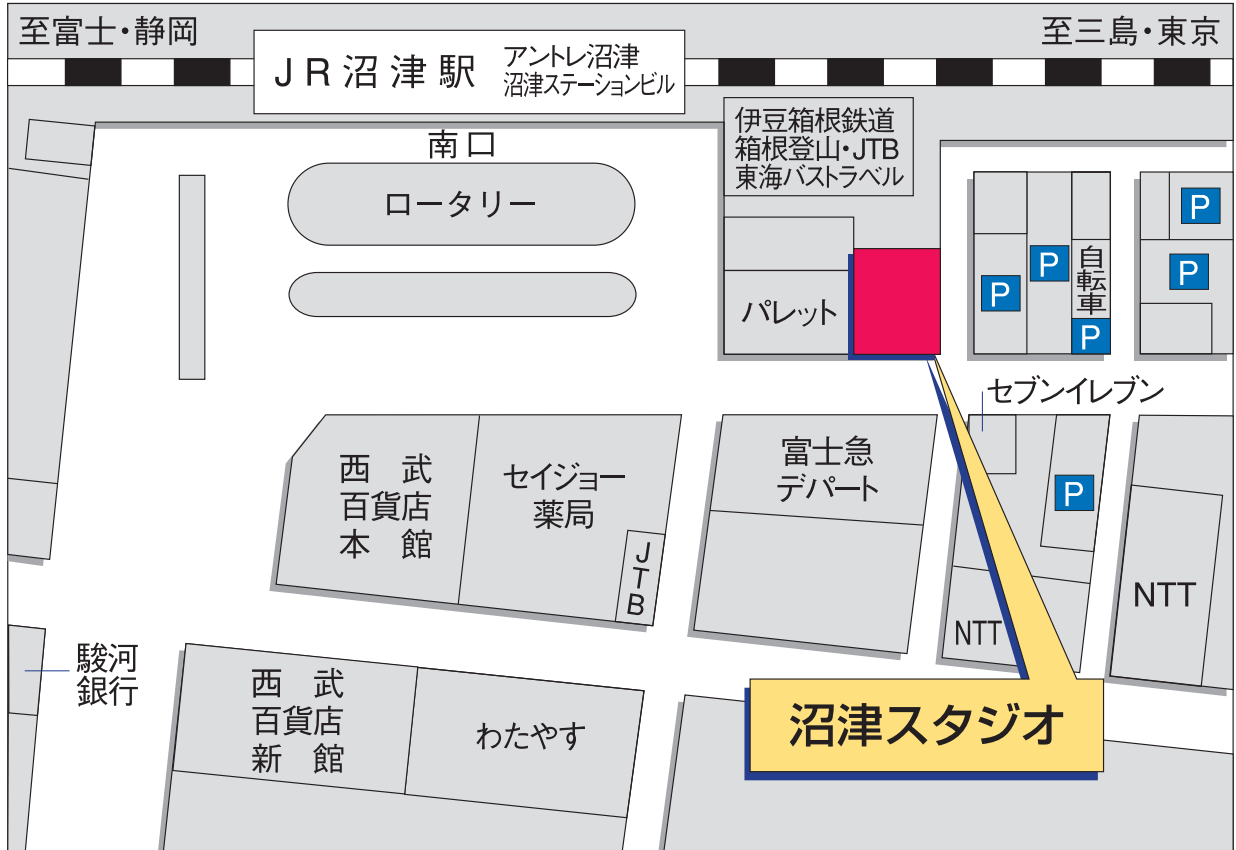 至富士・静岡
至三島・東京
JR沼津駅
アントレ沼津
沼津ステーションビル
南口
ロータリー
伊豆箱根鉄道
箱根登山・JTB
東海バストラベル
パレット
P
P
自転車
P
P
P
セブンイレブン
西武
百貨店
本館
セイジョー
薬局
JTB
富士急
デパート
P
NTT
NTT
駿河
銀行
西武
百貨店
新館
わたやす
沼津スタジオ